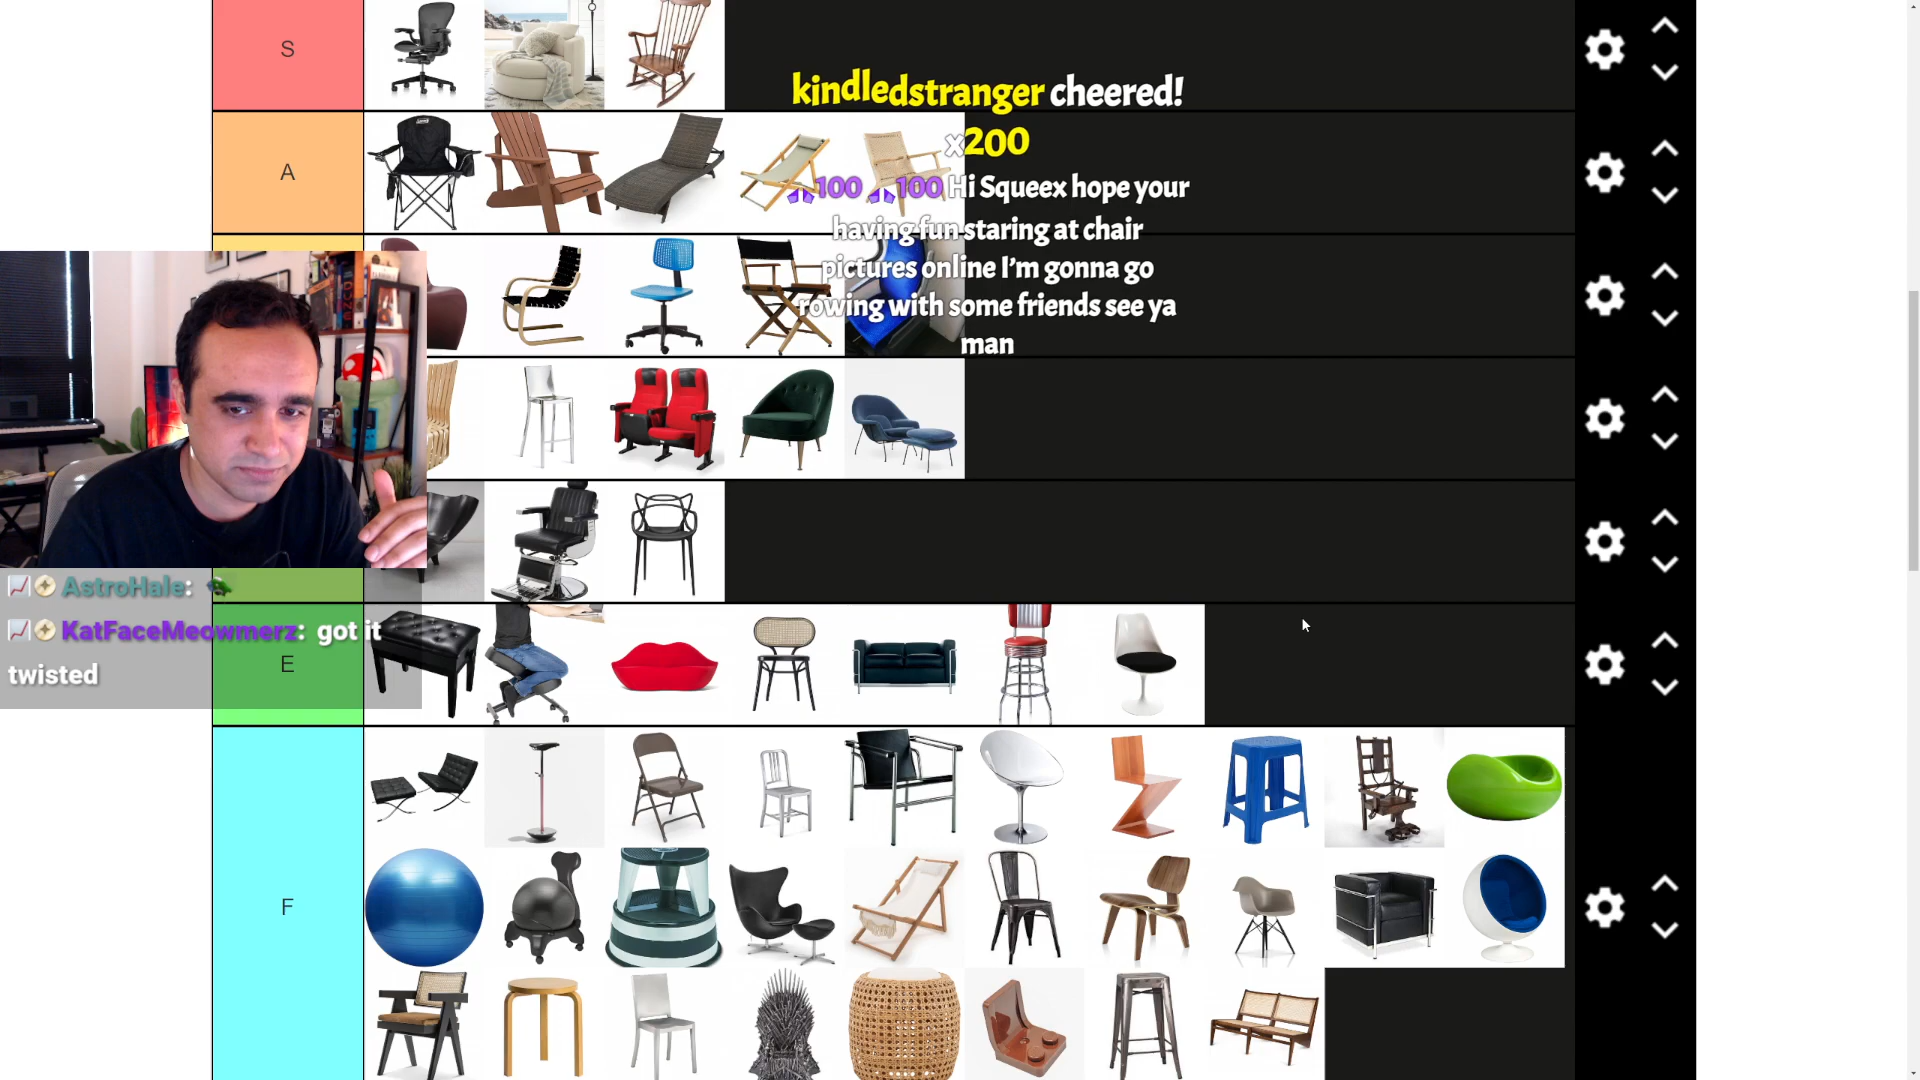 S
kindledstranger cheered!
x200
A
100 100 Hi Squeex hope your
having fun staring at chair
pictures online I'm gonna go
rowing with some friends see ya
man
AstroHale:
KatFaceMeowmerz: got it
twisted
E
F